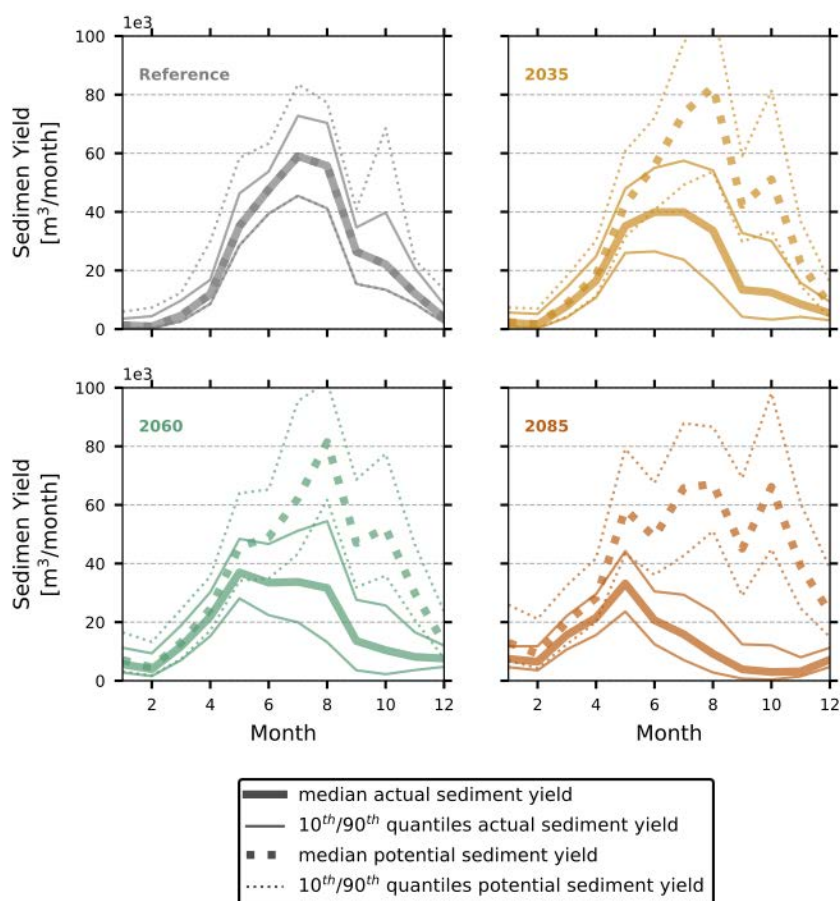 1e3
100
80
60
40
20
0
Sedimen Yield
[m³/month]
Reference
2035
1e3
100
80
60
40
20
0
Sedimen Yield
[m³/month]
2060
2085
2 4 6 8 10 12
Month
2 4 6 8 10 12
Month
median actual sediment yield
10th/90th quantiles actual sediment yield
median potential sediment yield
10th/90th quantiles potential sediment yield